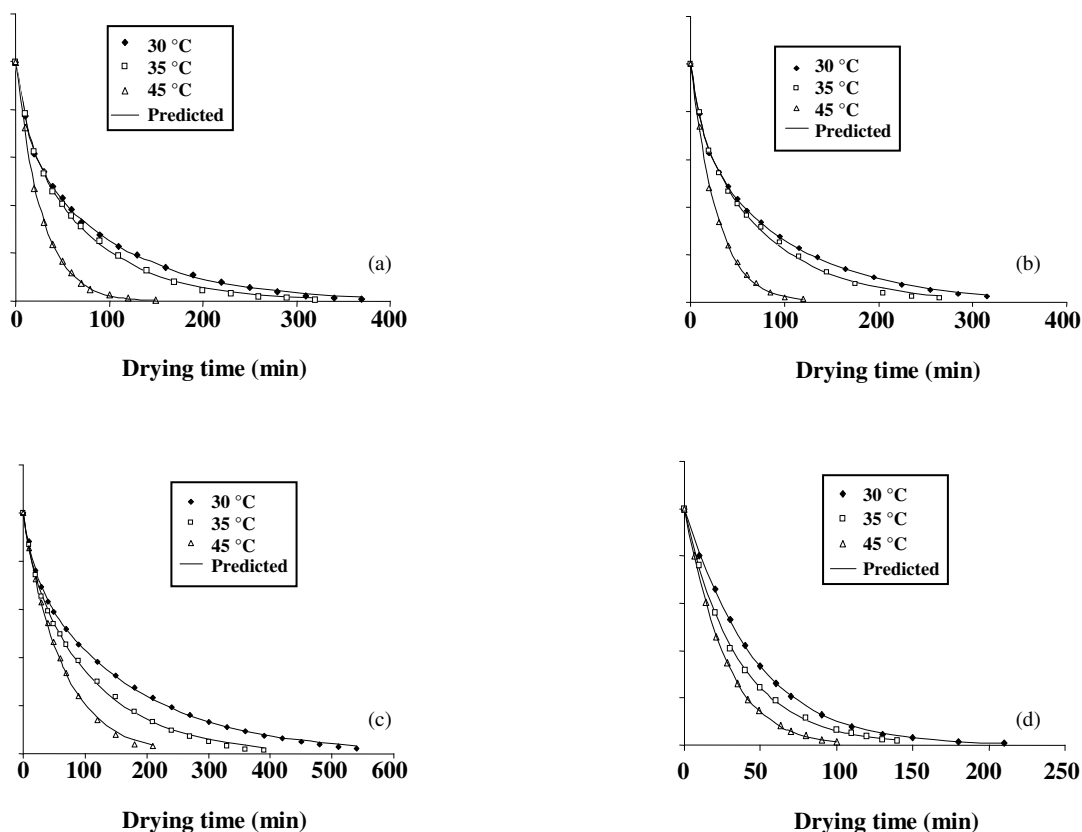 30 °C
35 °C
45 °C
Predicted
(a)
0 100 200 300 400
Drying time (min)
30 °C
35 °C
45 °C
Predicted
(b)
0 100 200 300 400
Drying time (min)
30 °C
35 °C
45 °C
Predicted
(c)
0 100 200 300 400 500 600
Drying time (min)
30 °C
35 °C
45 °C
Predicted
(d)
0 50 100 150 200 250
Drying time (min)